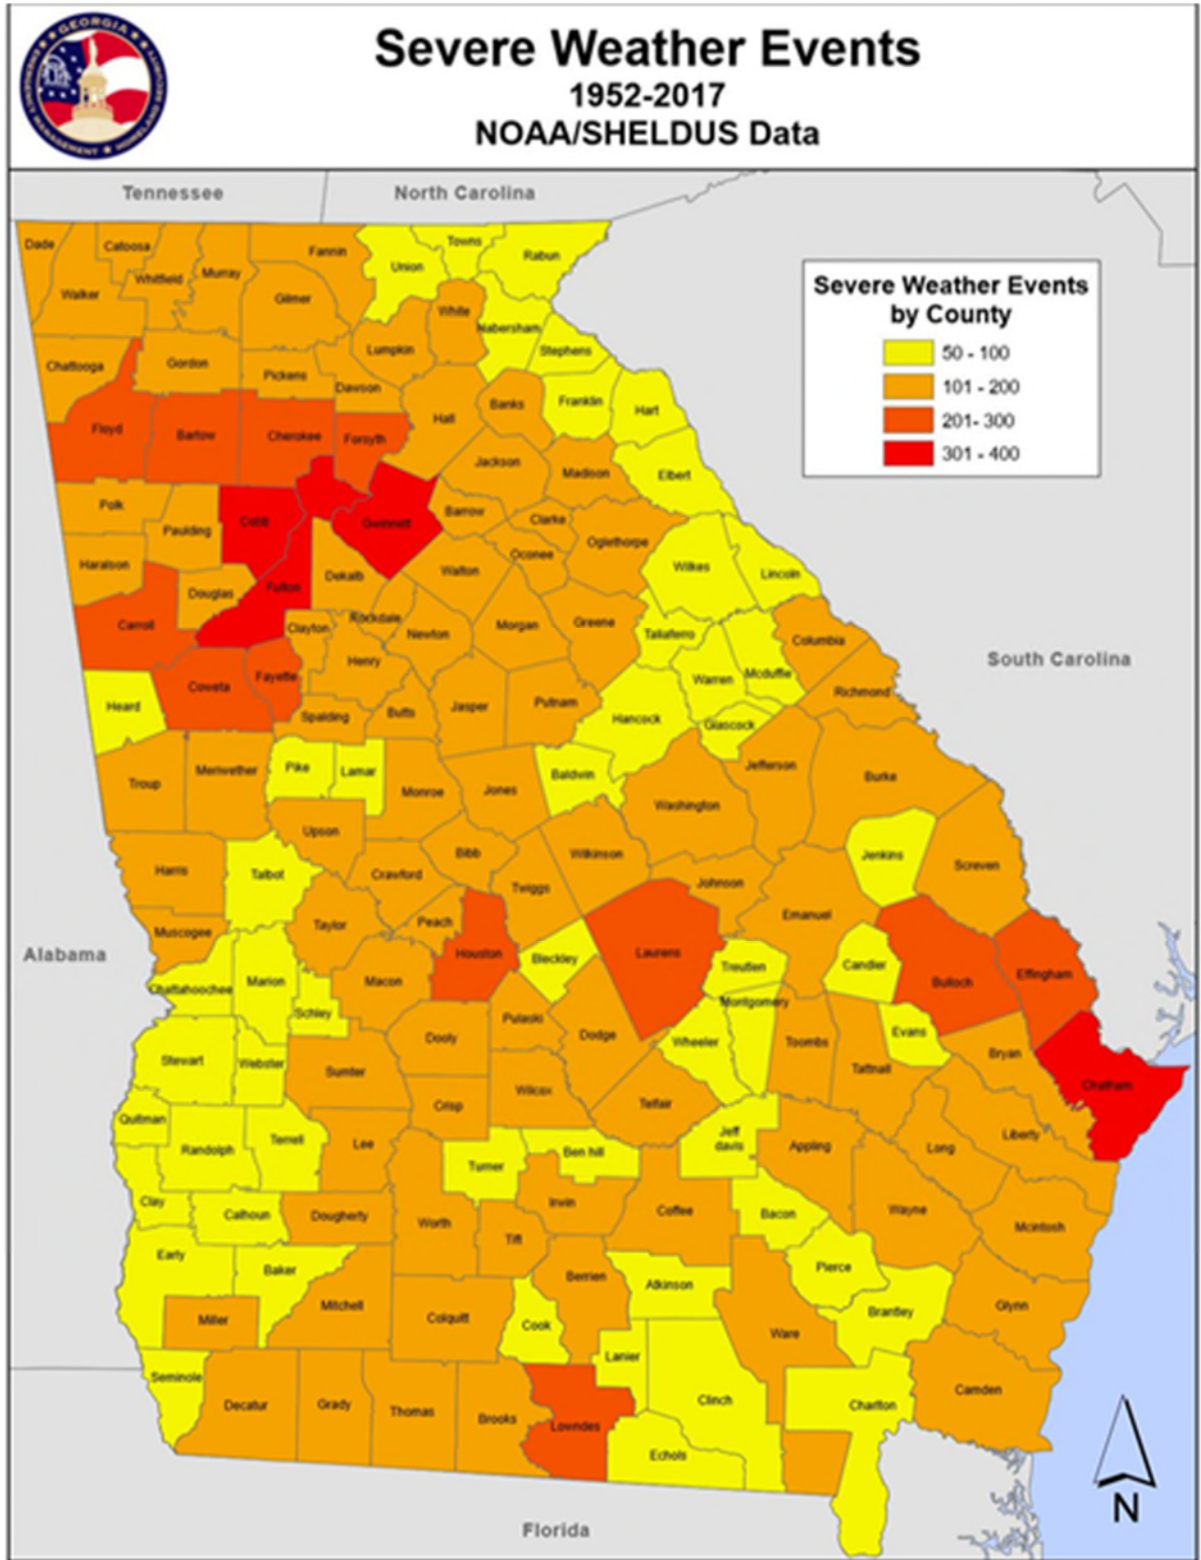 GEORGIA
EMERGENCY MANAGEMENT ★ HOMELAND SECURITY
Severe Weather Events
1952-2017
NOAA/SHELDUS Data
Tennessee
North Carolina
Severe Weather Events
by County
50 - 100
101 - 200
201- 300
301 - 400
Dade
Catoosa
Fannin
Towns
Union
Rabun
Walker
Whitfield
Murray
Gilmer
White
Habersham
Lumpkin
Stephens
Chattooga
Gordon
Pickens
Dawson
Banks
Franklin
Hart
Hall
Floyd
Bartow
Cherokee
Forsyth
Jackson
Madison
Elbert
Polk
Paulding
Cobb
Gwinnett
Barrow
Clarke
Oglethorpe
Oconee
Haralson
Douglas
Fulton
Dekalb
Walton
Wilkes
Lincoln
Carroll
Clayton
Rockdale
Newton
Morgan
Greene
Taliaferro
Columbia
Heard
Coweta
Fayette
Henry
Warren
Mcduffie
Richmond
South Carolina
Spalding
Butts
Jasper
Putnam
Hancock
Glascock
Troup
Meriwether
Pike
Lamar
Monroe
Jones
Baldwin
Washington
Jefferson
Burke
Upson
Bibb
Wilkinson
Jenkins
Screven
Harris
Talbot
Crawford
Twiggs
Johnson
Emanuel
Muscogee
Taylor
Peach
Houston
Bleckley
Laurens
Treutlen
Candler
Bulloch
Effingham
Alabama
Chattahoochee
Marion
Macon
Schley
Dooly
Pulaski
Dodge
Montgomery
Wheeler
Toombs
Evans
Tattnall
Bryan
Chatham
Stewart
Webster
Sumter
Crisp
Wilcox
Telfair
Quitman
Randolph
Terrell
Lee
Turner
Ben hill
Jeff
davis
Appling
Long
Liberty
Clay
Calhoun
Dougherty
Worth
Irwin
Tift
Coffee
Bacon
Wayne
Mcintosh
Early
Baker
Mitchell
Berrien
Atkinson
Pierce
Brantley
Glynn
Miller
Colquitt
Cook
Lanier
Ware
Seminole
Decatur
Grady
Thomas
Brooks
Lowndes
Clinch
Echols
Charlton
Camden
N
Florida